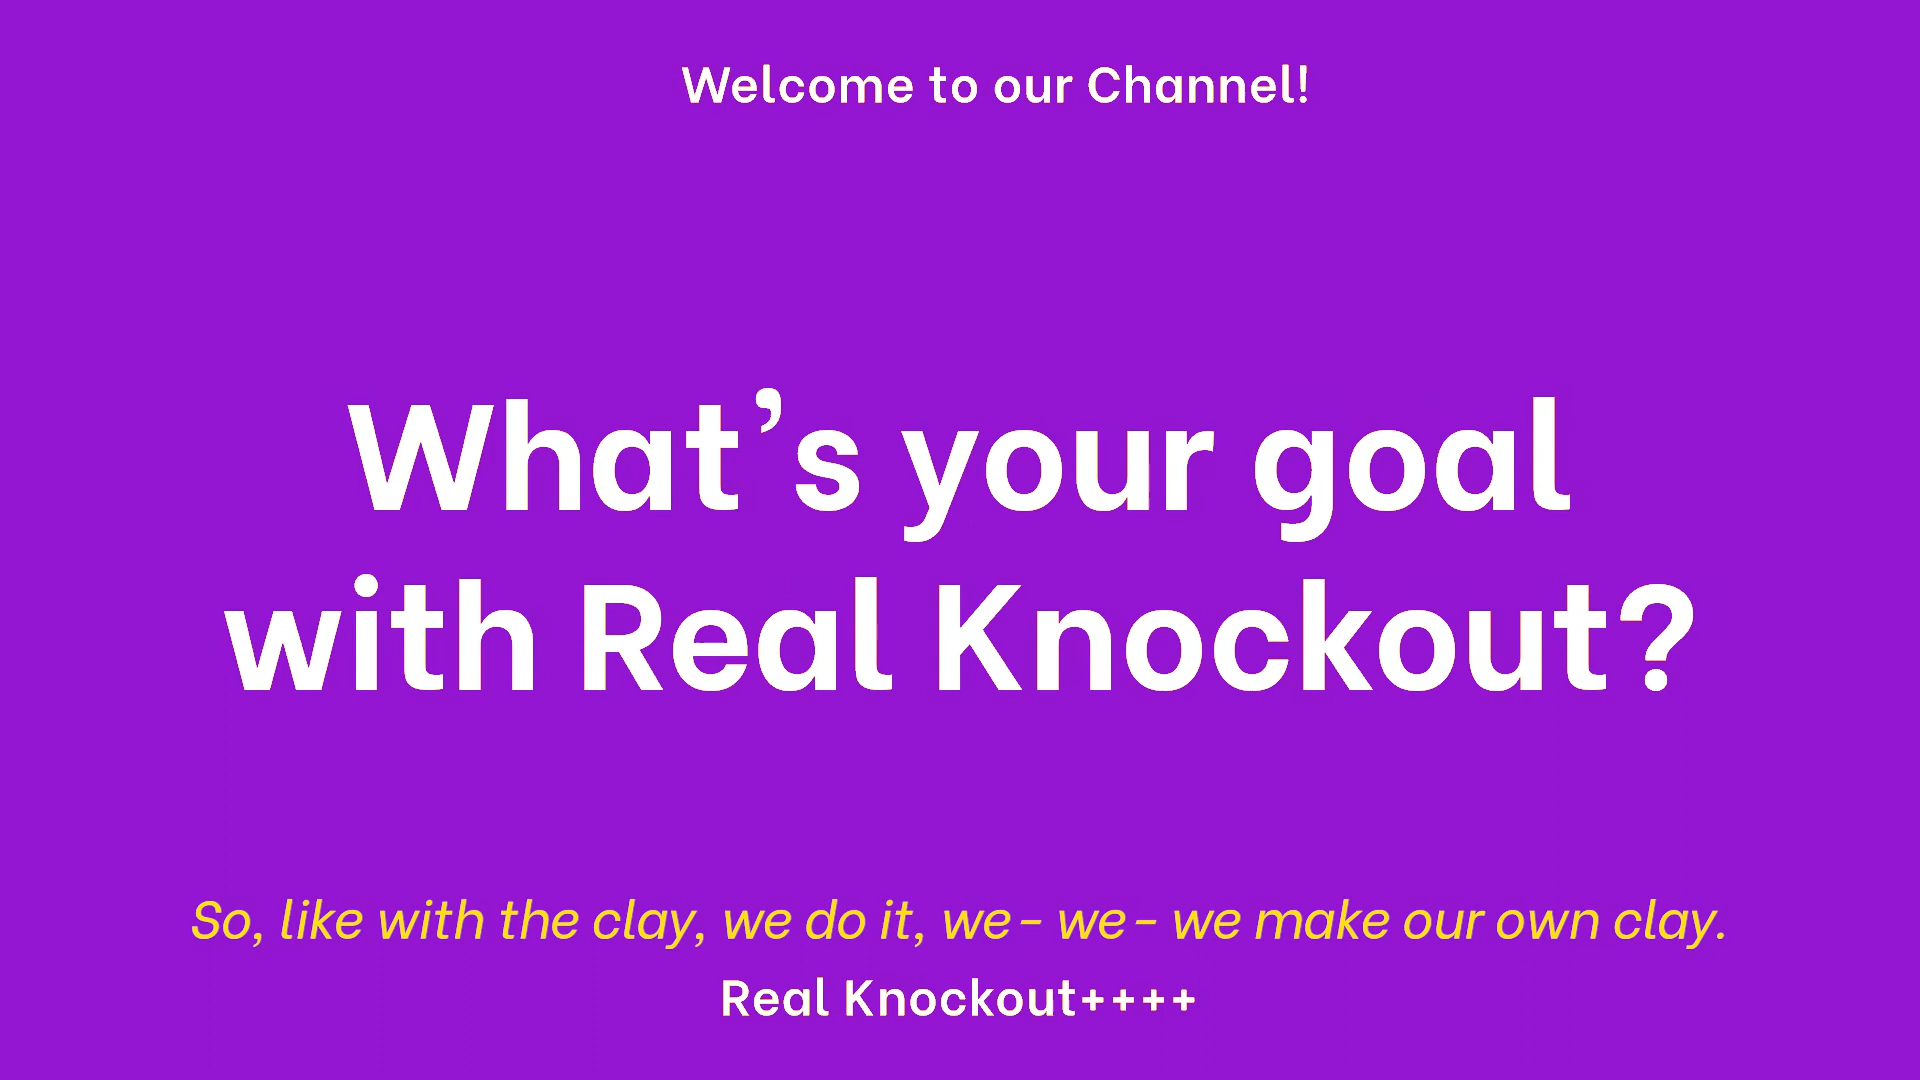 Welcome to our Channel!
What’s your goal
with Real Knockout?
So, like with the clay, we do it, we– we– we make our own clay.
Real Knockout++++